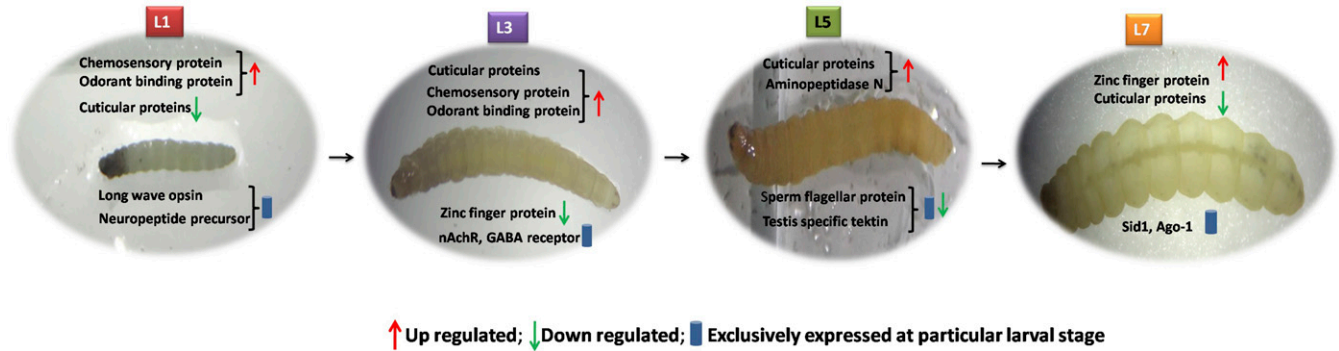 L1
Chemosensory protein
Odorant binding protein
Cuticular proteins
Long wave opsin
Neuropeptide precursor
L3
Cuticular proteins
Chemosensory protein
Odorant binding protein
Zinc finger protein
nAchR, GABA receptor
L5
Cuticular proteins
Aminopeptidase N
Sperm flagellar protein
Testis specific tektin
L7
Zinc finger protein
Cuticular proteins
Sid1, Ago-1
Up regulated; Down regulated; Exclusively expressed at particular larval stage